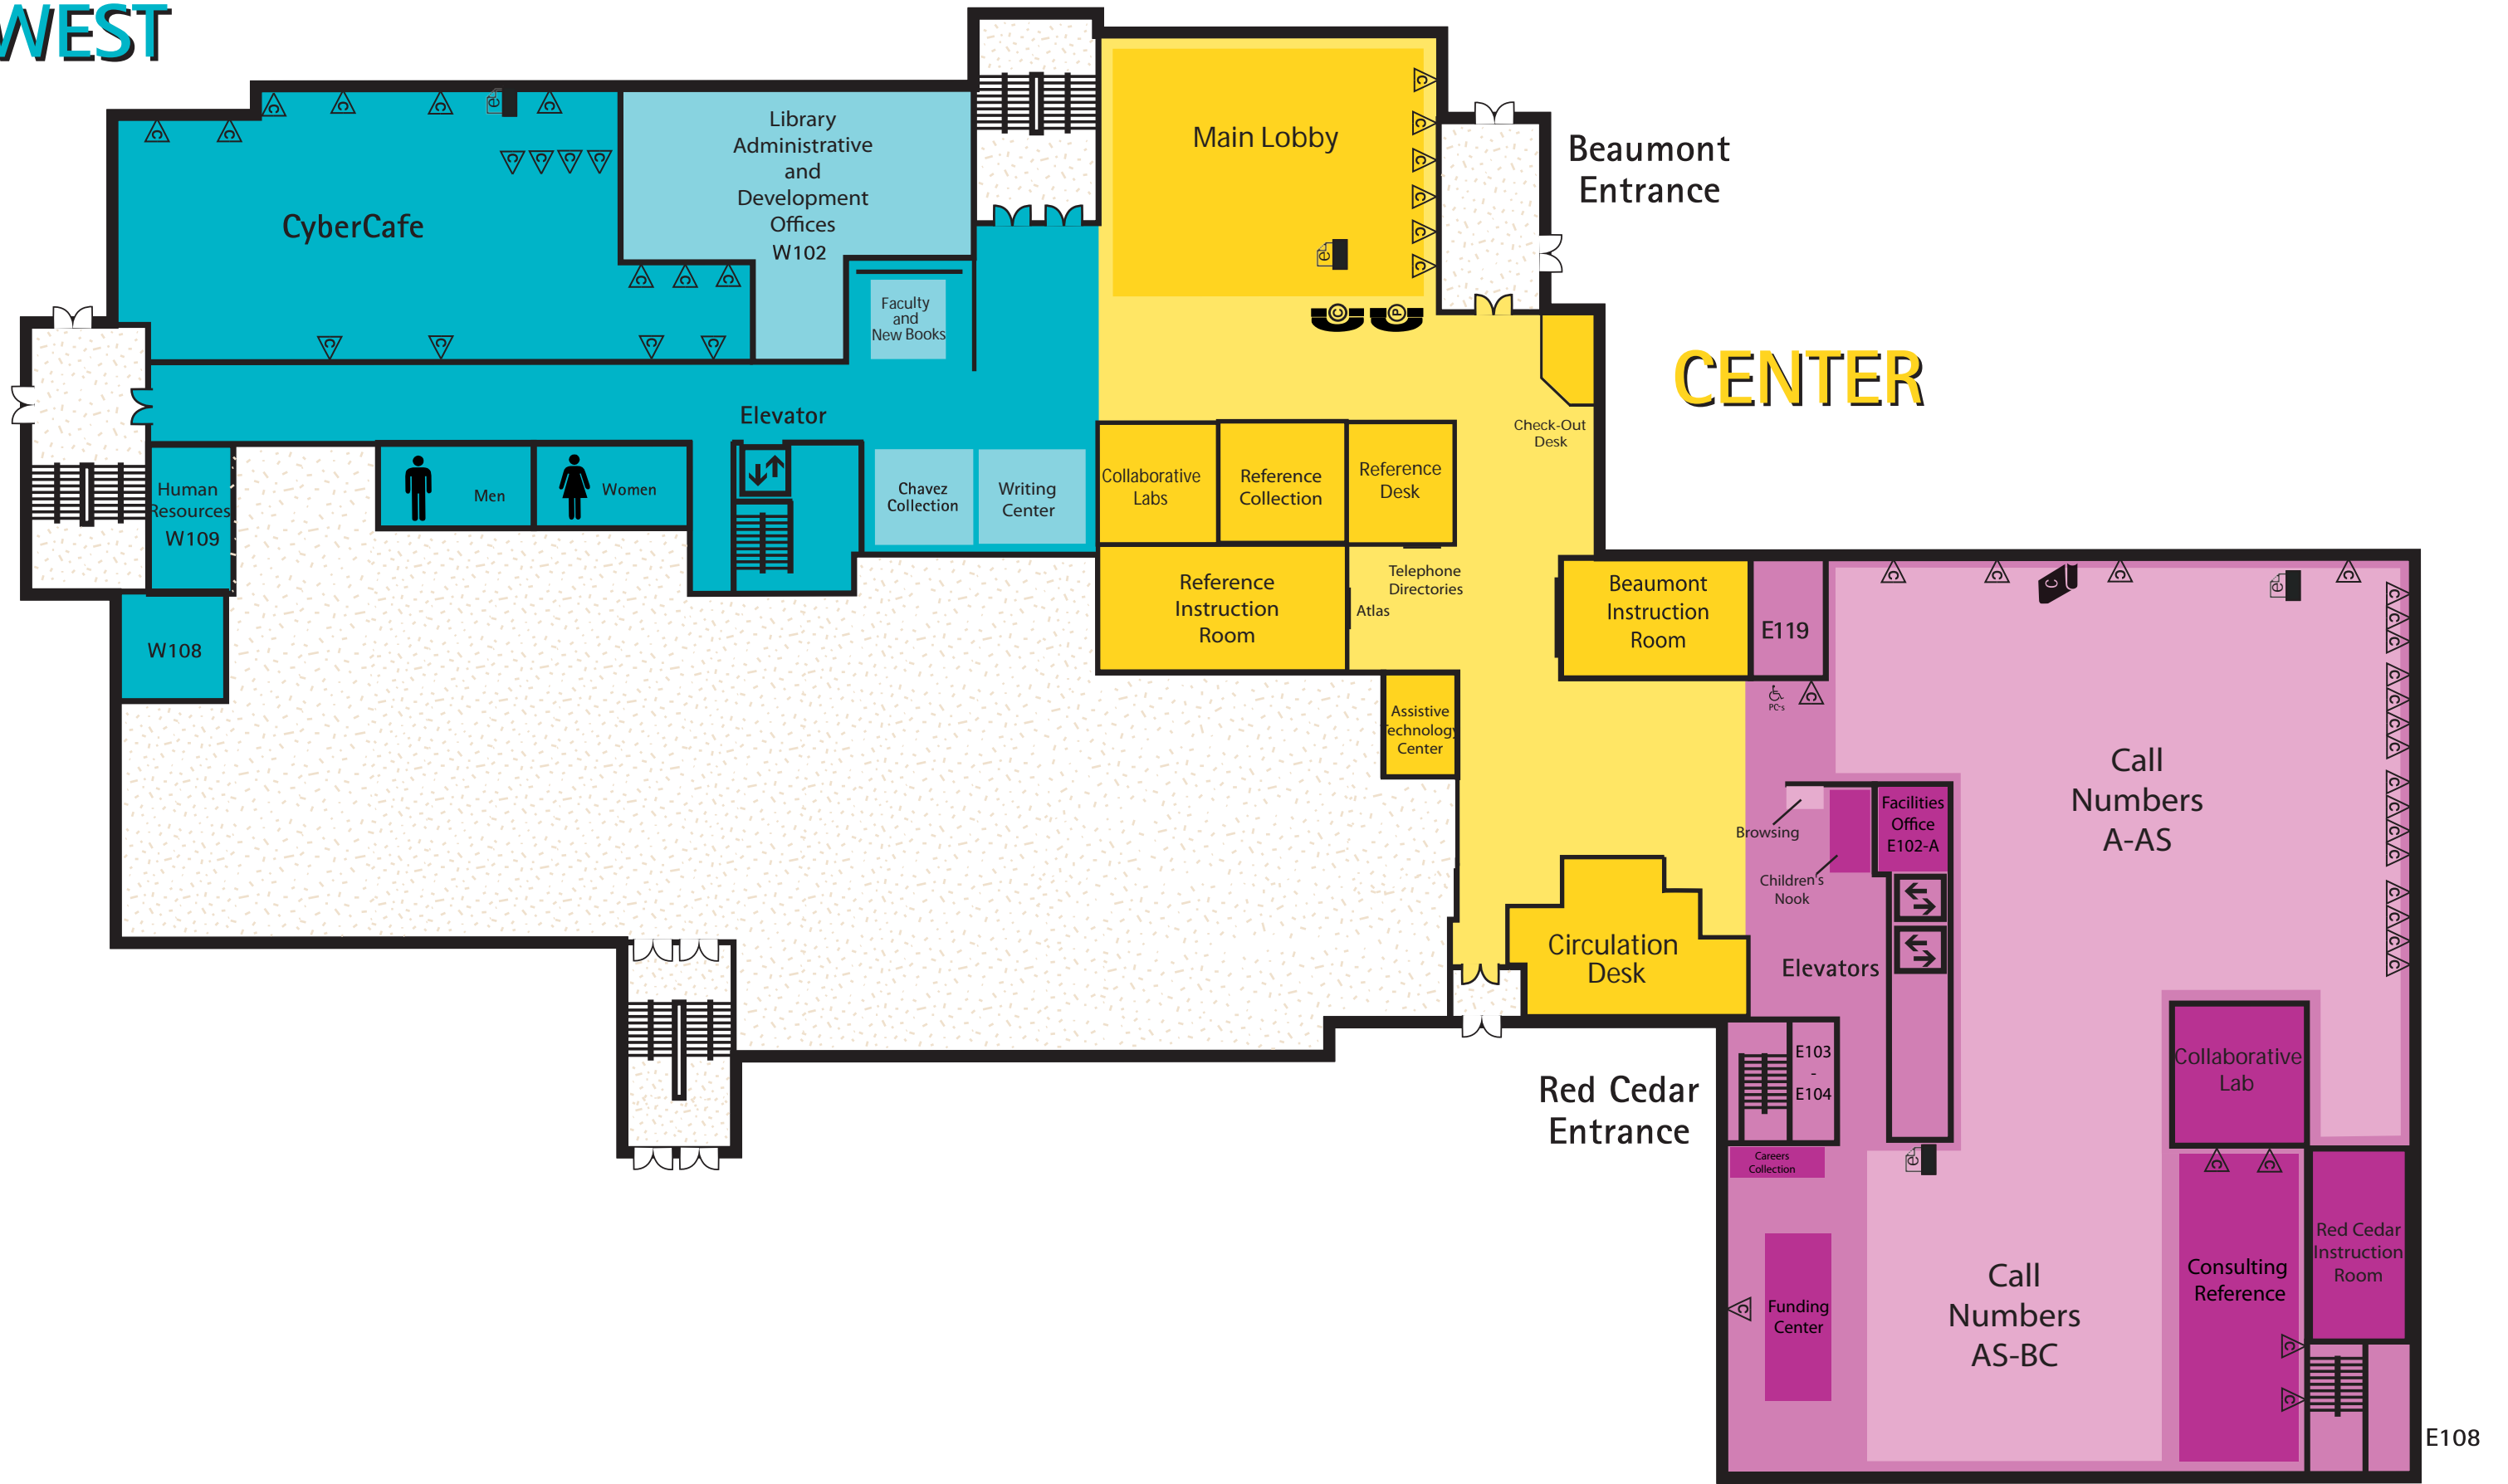 WEST
Library
Administrative
and
Development
Offices
W102
Main Lobby
Beaumont
Entrance
CyberCafe
Faculty
and
New Books
CENTER
Elevator
Check-Out
Desk
Human
Resources
W109
Men
Women
Chavez
Collection
Writing
Center
Collaborative
Labs
Reference
Collection
Reference
Desk
Reference
Instruction
Room
Telephone
Directories
Atlas
Beaumont
Instruction
Room
E119
W108
PC's
Assistive
Technology
Center
Call
Numbers
A-AS
Browsing
Facilities
Office
E102-A
Children's
Nook
Circulation
Desk
Elevators
E103
-
E104
Collaborative
Lab
Red Cedar
Entrance
Careers
Collection
Funding
Center
Call
Numbers
AS-BC
Consulting
Reference
Red Cedar
Instruction
Room
E108